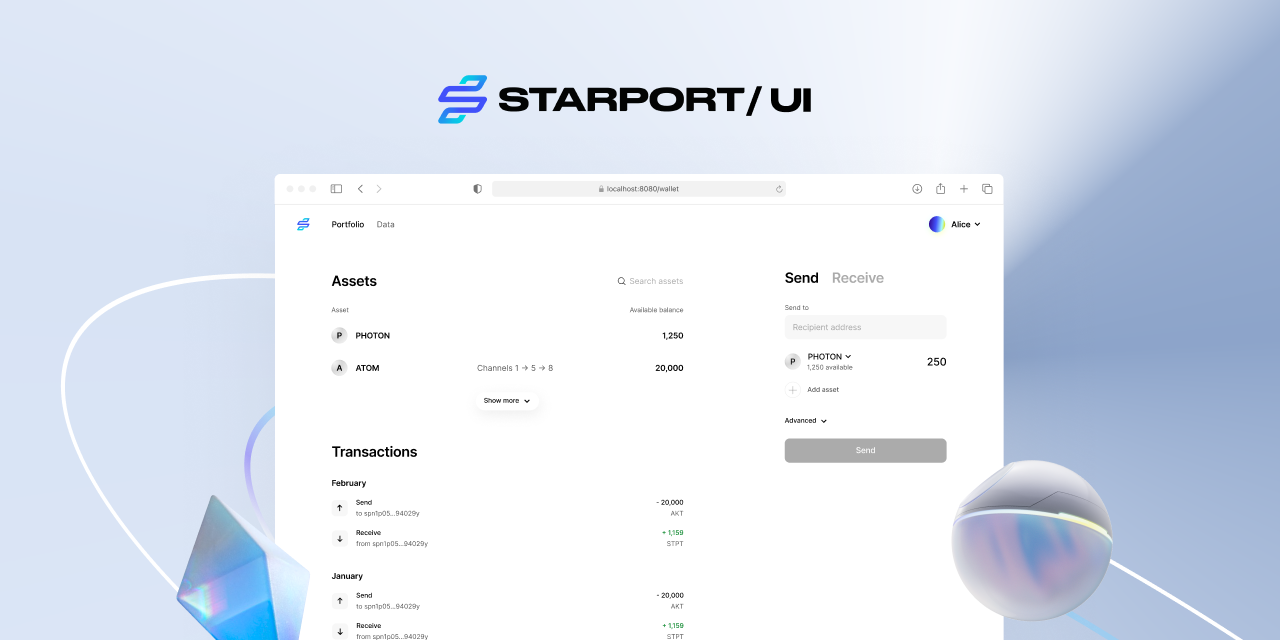 STARPORT/ UI
localhost:8080/wallet
Portfolio Data
Alice
Assets
Search assets
Asset
Available balance
P PHOTON
1,250
A ATOM
Channels 1 → 5 → 8
20,000
Show more
Transactions
February
Send
- 20,000
to spn1p05...94029y
AKT
Receive
+ 1,159
from spn1p05...94029y
STPT
January
Send
- 20,000
to spn1p05...94029y
AKT
Receive
+ 1,159
from spn1p05...94029y
STPT
Send Receive
Send to
Recipient address
P PHOTON
250
1,250 available
Add asset
Advanced
Send